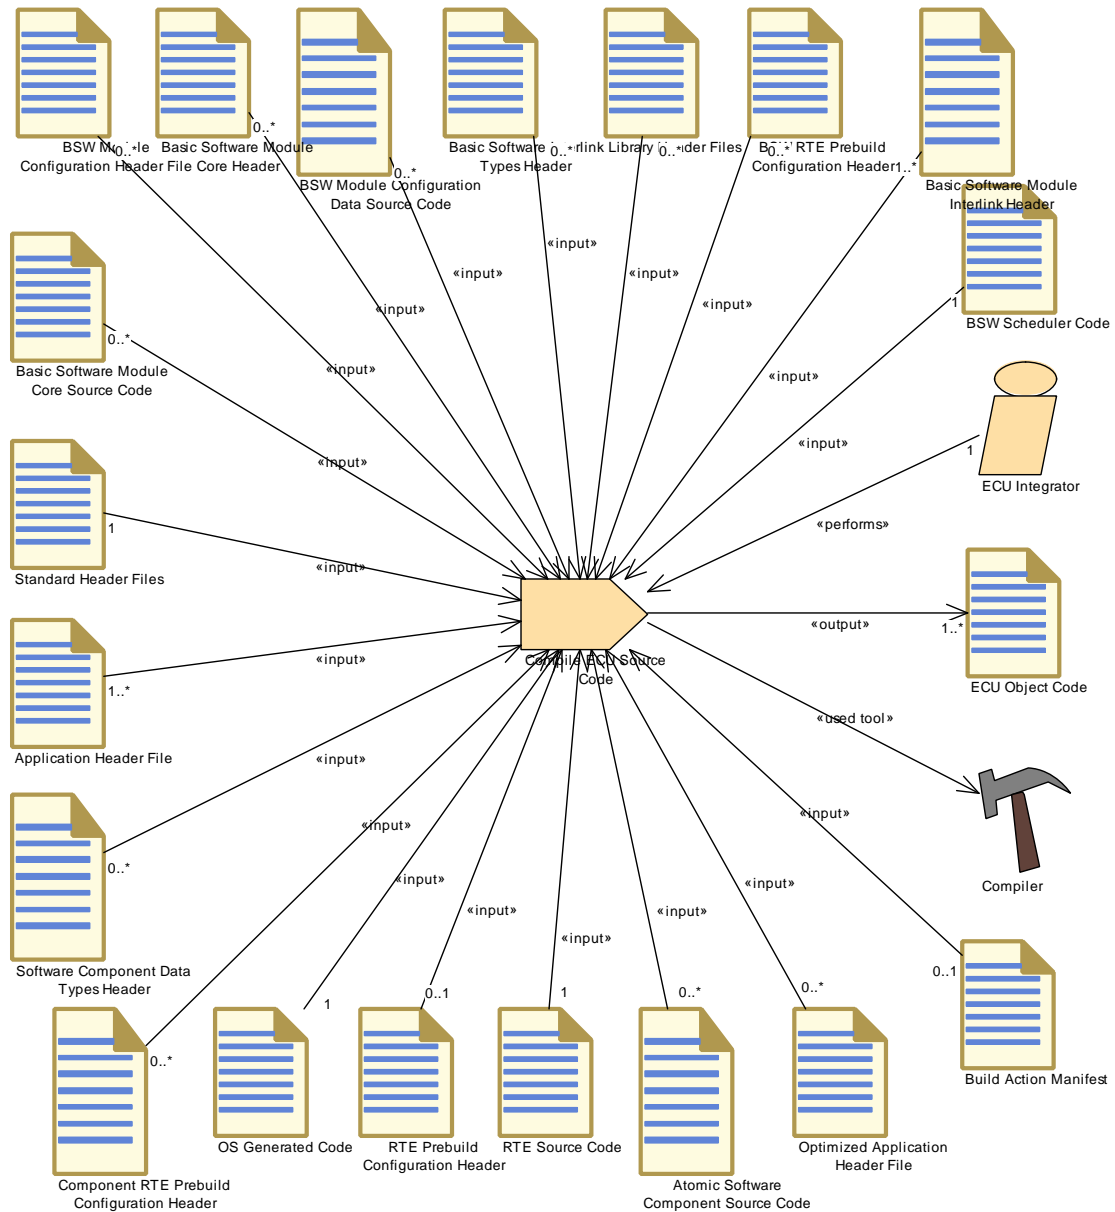 0..*
0..*
BSW Configuration Header File
Basic Software Module Core Header
0..*
BSW Module Configuration
Data Source Code
0..*
Basic Software
Types Header
0..*
Library Files
0..*
RTE Prebuild
Configuration Header
1..*
Basic Software Module
Interlink Header
«input»
«input»
«input»
«input»
«input»
«input»
«input»
1
BSW Scheduler Code
0..*
Basic Software Module
Core Source Code
«input»
«input»
1
ECU Integrator
«performs»
1
Standard Header Files
«input»
Compile ECU Source
Code
«output»
1..*
ECU Object Code
«input»
1..*
Application Header File
«used tool»
Compiler
«input»
0..*
Software Component Data
Types Header
«input»
«input»
«input»
«input»
«input»
«input»
«input»
0..*
Component RTE Prebuild
Configuration Header
1
OS Generated Code
0..1
RTE Prebuild
Configuration Header
1
RTE Source Code
0..*
Atomic Software
Component Source Code
0..*
Optimized Application
Header File
0..1
Build Action Manifest